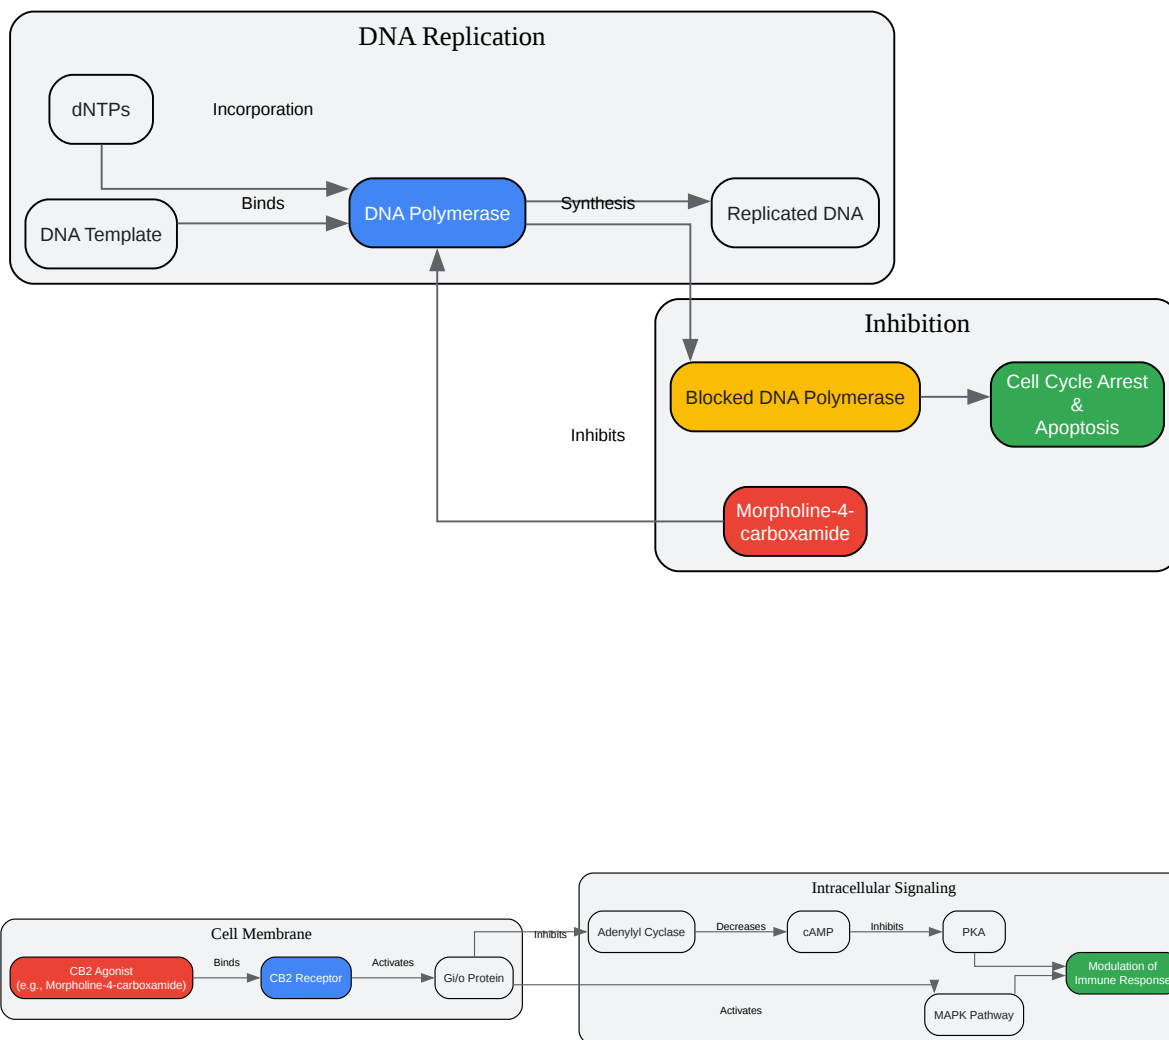 DNA Replication
dNTPs
Incorporation
Binds
DNA Template
DNA Polymerase
Synthesis
Replicated DNA
Inhibition
Blocked DNA Polymerase
Cell Cycle Arrest
&
Apoptosis
Inhibits
Morpholine-4-
carboxamide
Cell Membrane
CB2 Agonist
(e.g., Morpholine-4-carboxamide)
Binds
CB2 Receptor
Activates
Gi/o Protein
Inhibits
Intracellular Signaling
Adenylyl Cyclase
Decreases
cAMP
Inhibits
PKA
Modulation of
Immune Response
Activates
MAPK Pathway